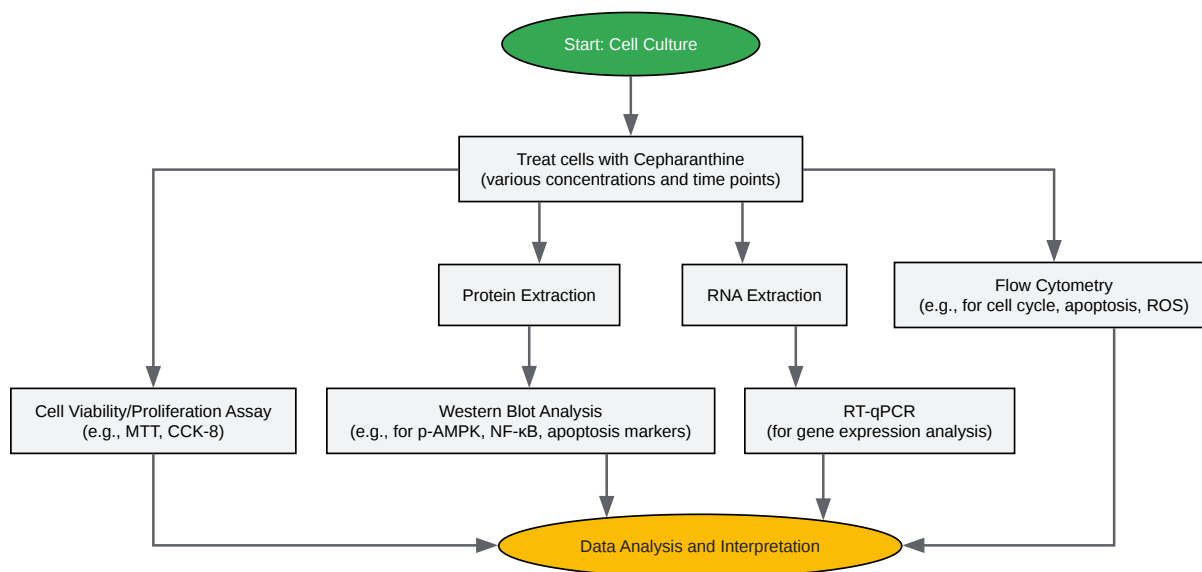 Start: Cell Culture
Treat cells with Cepharanthine
(various concentrations and time points)
Protein Extraction
RNA Extraction
Flow Cytometry
(e.g., for cell cycle, apoptosis, ROS)
Cell Viability/Proliferation Assay
(e.g., MTT, CCK-8)
Western Blot Analysis
(e.g., for p-AMPK, NF-κB, apoptosis markers)
RT-qPCR
(for gene expression analysis)
Data Analysis and Interpretation